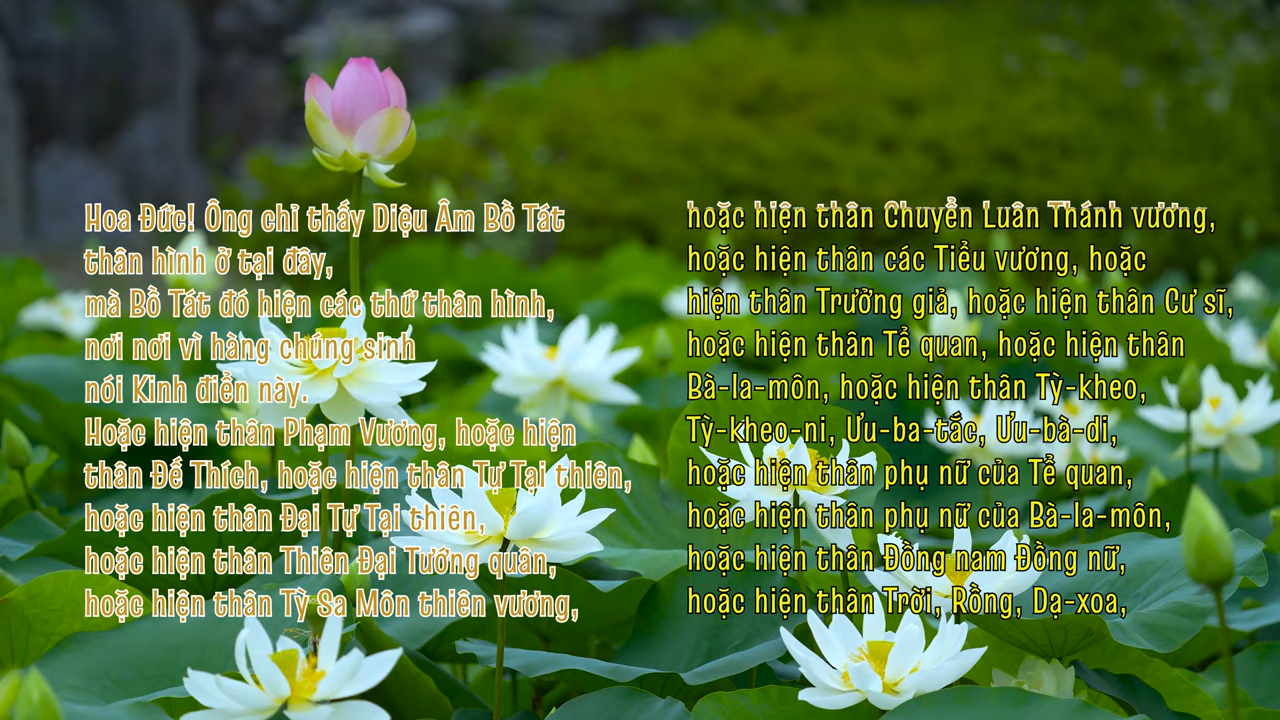 Hoa Đức! Ông chỉ thấy Diệu Âm Bồ Tát
thân hình ở tại đây,
mà Bồ Tát đó hiện các thứ thân hình,
nơi nơi vì hàng chúng sinh
nói Kinh điển này.
Hoặc hiện thân Phạm Vương, hoặc hiện
thân Đế Thích, hoặc hiện thân Tự Tại thiên,
hoặc hiện thân Đại Tự Tại thiên,
hoặc hiện thân Thiên Đại Tướng quân,
hoặc hiện thân Tỳ Sa Môn thiên vương,
hoặc hiện thân Chuyển Luân Thánh vương,
hoặc hiện thân các Tiểu vương, hoặc
hiện thân Trưởng giả, hoặc hiện thân Cư sĩ,
hoặc hiện thân Tể quan, hoặc hiện thân
Bà-la-môn, hoặc hiện thân Tỳ-kheo,
Tỳ-kheo-ni, Ưu-ba-tắc, Ưu-bà-di,
hoặc hiện thân phụ nữ của Tể quan,
hoặc hiện thân phụ nữ của Bà-la-môn,
hoặc hiện thân Đồng nam Đồng nữ,
hoặc hiện thân Trời, Rồng, Dạ-xoa,